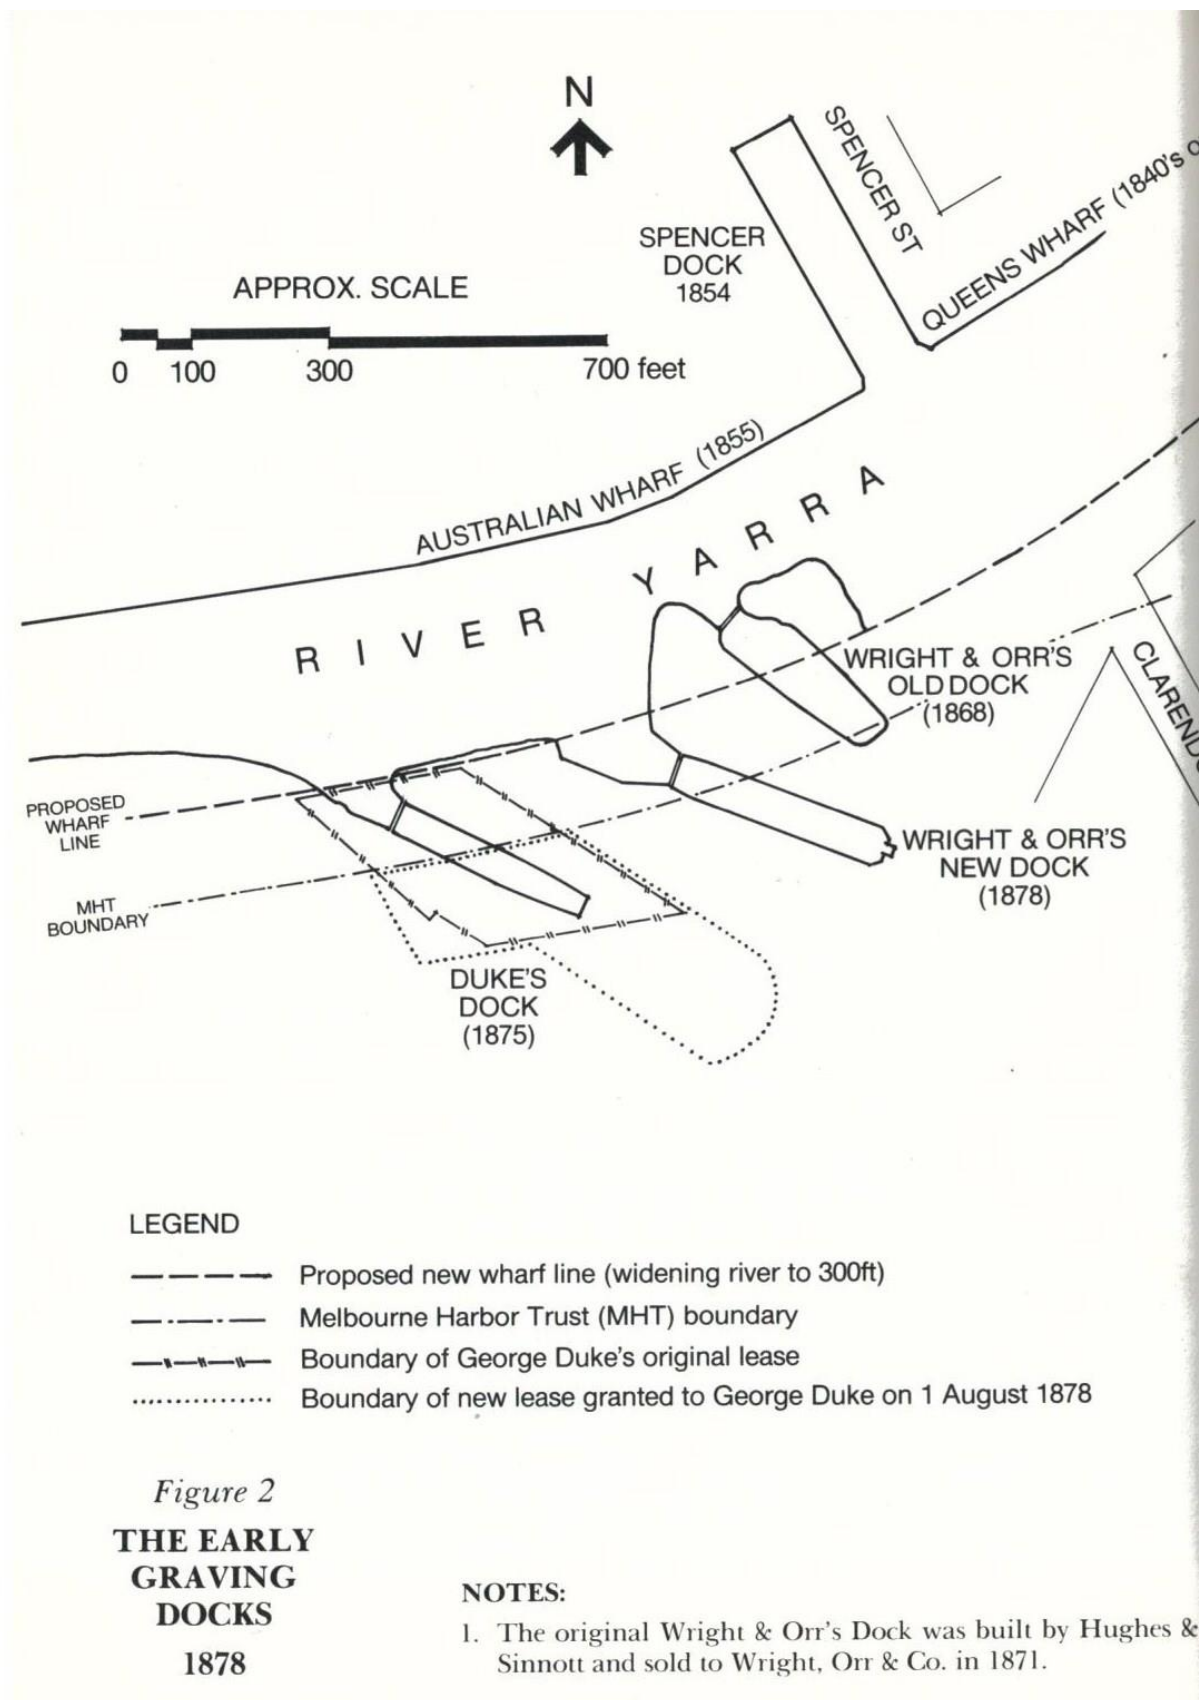 N
SPENCER ST
QUEENS WHARF (1840's
SPENCER
DOCK
1854
APPROX. SCALE
0 100 300 700 feet
AUSTRALIAN WHARF (1855)
RIVER YARRA
WRIGHT & ORR'S
OLD DOCK
(1868)
PROPOSED
WHARF
LINE
WRIGHT & ORR'S
NEW DOCK
(1878)
MHT
BOUNDARY
DUKE'S
DOCK
(1875)
LEGEND
Proposed new wharf line (widening river to 300ft)
Melbourne Harbor Trust (MHT) boundary
Boundary of George Duke's original lease
Boundary of new lease granted to George Duke on 1 August 1878
Figure 2
THE EARLY
GRAVING
DOCKS
1878
NOTES:
1. The original Wright & Orr's Dock was built by Hughes &
Sinnott and sold to Wright, Orr & Co. in 1871.